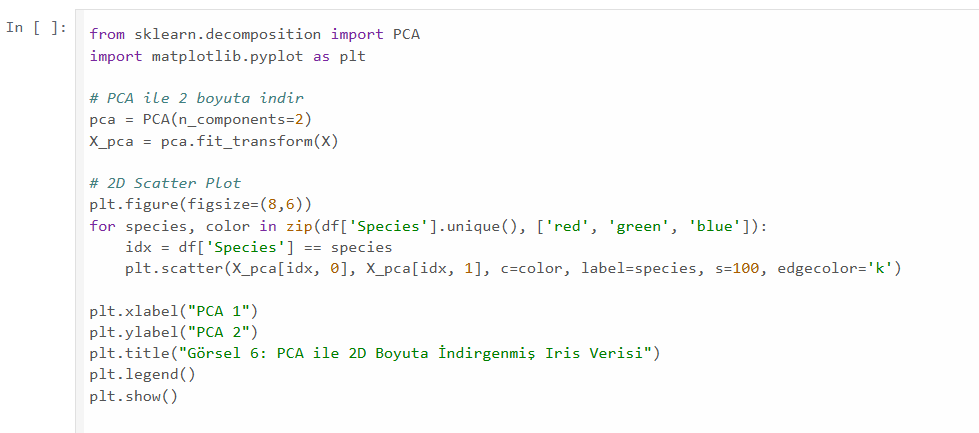 In [ ]:
from sklearn.decomposition import PCA
import matplotlib.pyplot as plt
# PCA ile 2 boyuta indir
pca = PCA(n_components=2)
X_pca = pca.fit_transform(X)
# 2D Scatter Plot
plt.figure(figsize=(8,6))
for species, color in zip(df['Species'].unique(), ['red', 'green', 'blue']):
    idx = df['Species'] == species
    plt.scatter(X_pca[idx, 0], X_pca[idx, 1], c=color, label=species, s=100, edgecolor='k')
plt.xlabel("PCA 1")
plt.ylabel("PCA 2")
plt.title("Görsel 6: PCA ile 2D Boyuta İndirgenmiş Iris Verisi")
plt.legend()
plt.show()